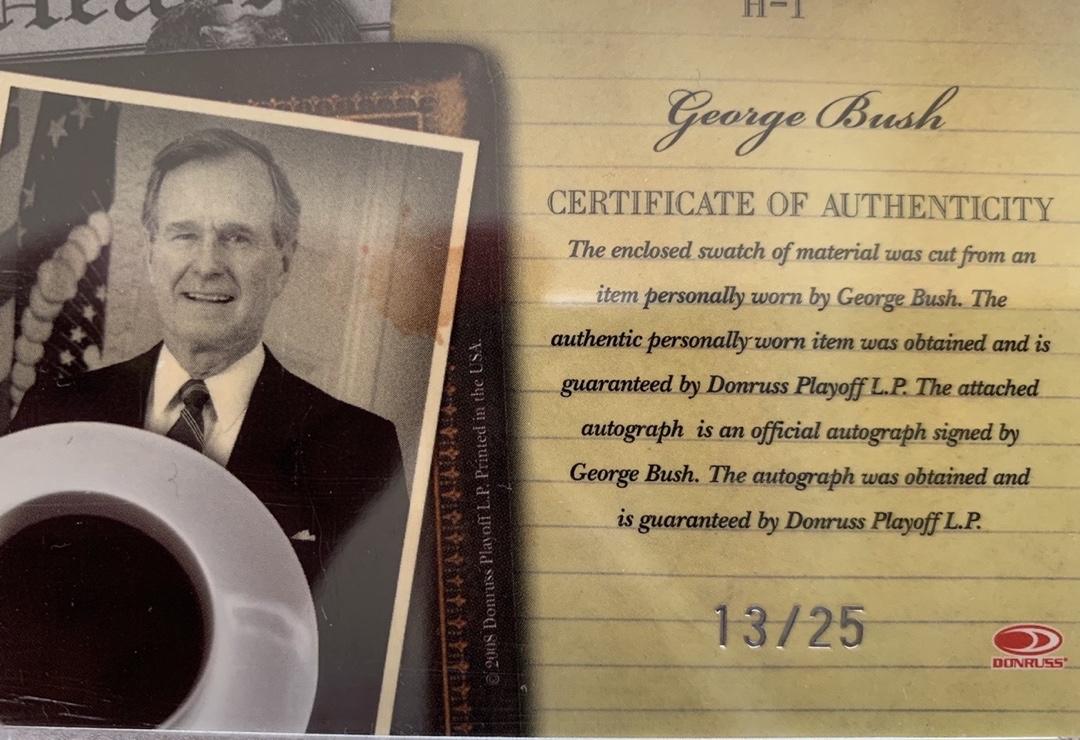 H-1
George Bush
CERTIFICATE OF AUTHENTICITY
The enclosed swatch of material was cut from an
item personally worn by George Bush. The
authentic personally worn item was obtained and is
guaranteed by Donruss Playoff L.P. The attached
autograph is an official autograph signed by
George Bush. The autograph was obtained and
is guaranteed by Donruss Playoff L.P.
13/25
DONRUSS
©2008 Donruss Playoff L.P. Printed in the USA.